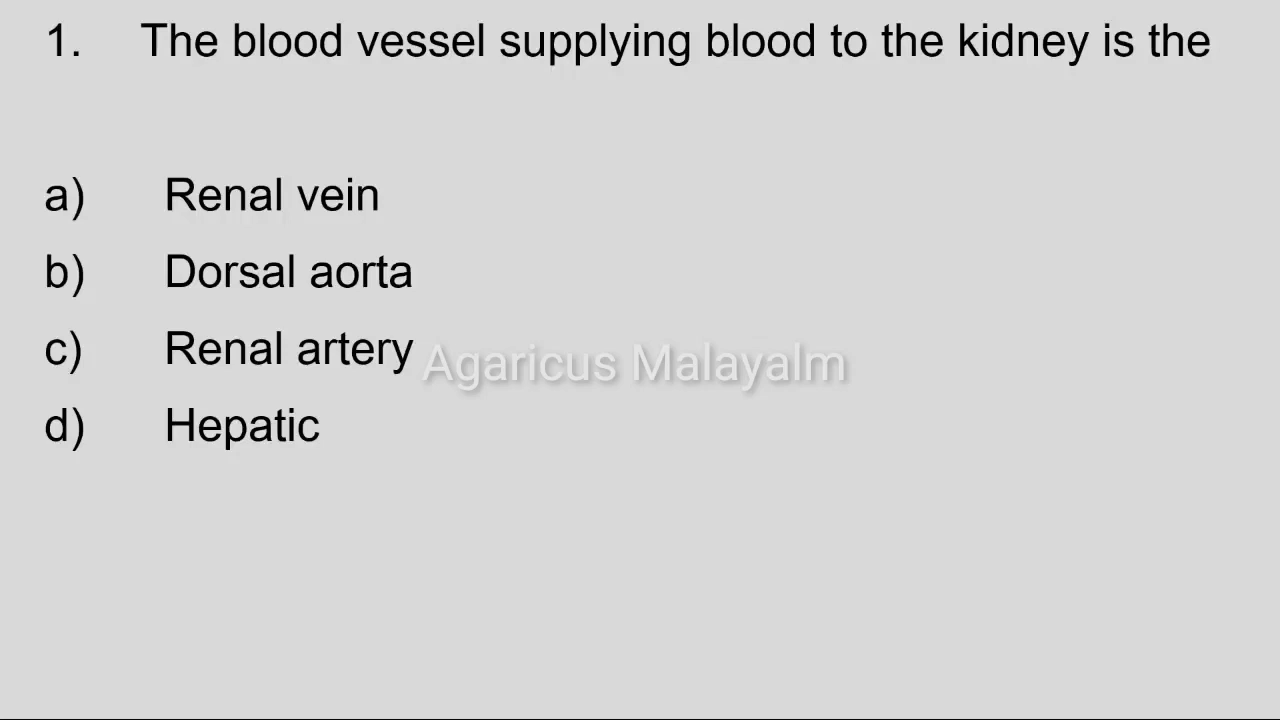 1. The blood vessel supplying blood to the kidney is the
a) Renal vein
b) Dorsal aorta
c) Renal artery
Agaricus Malayalm
d) Hepatic